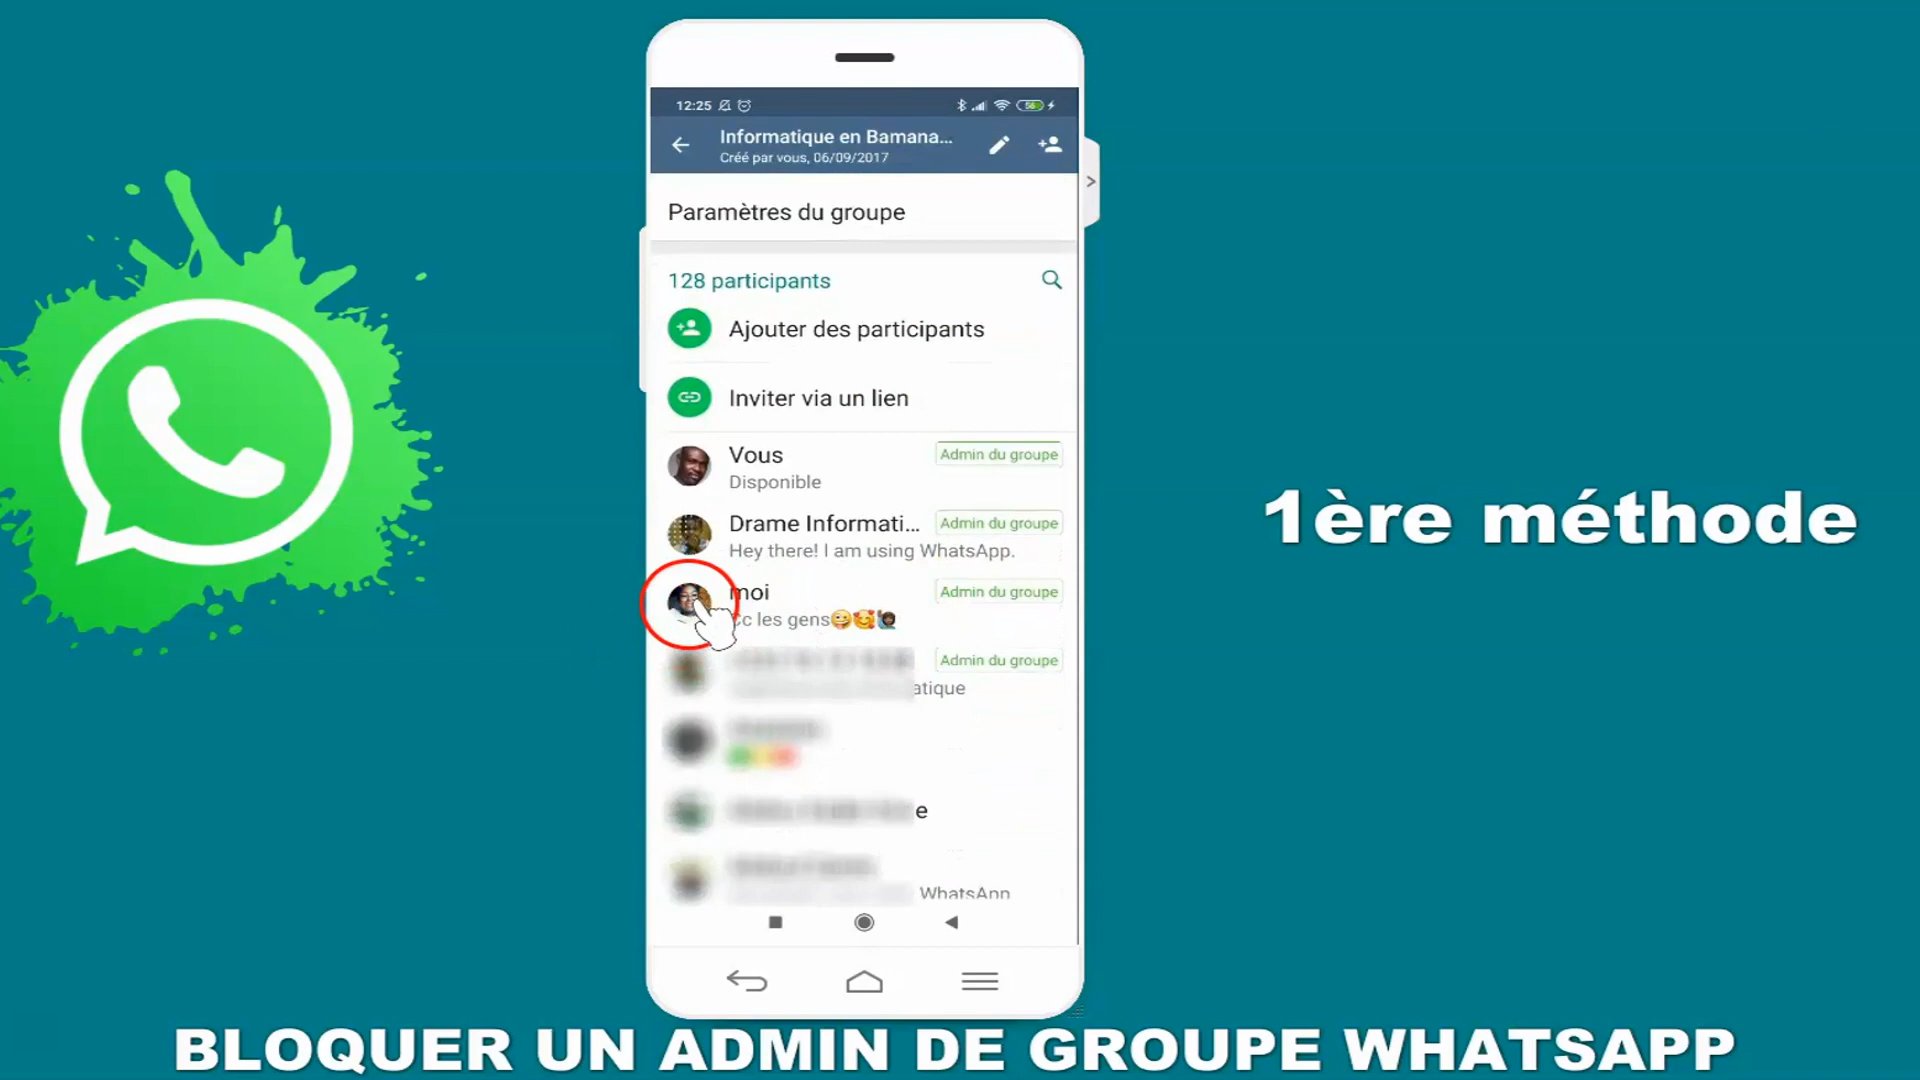 12:25
56
Informatique en Bamana...
Créé par vous, 06/09/2017
Paramètres du groupe
128 participants
Ajouter des participants
Inviter via un lien
Vous
Admin du groupe
Disponible
Drame Informati...
Admin du groupe
Hey there! I am using WhatsApp.
moi
Admin du groupe
Cc les gens😜🥰🙋🏾‍♂️
Admin du groupe
atique
e
WhatsApp
1ère méthode
BLOQUER UN ADMIN DE GROUPE WHATSAPP